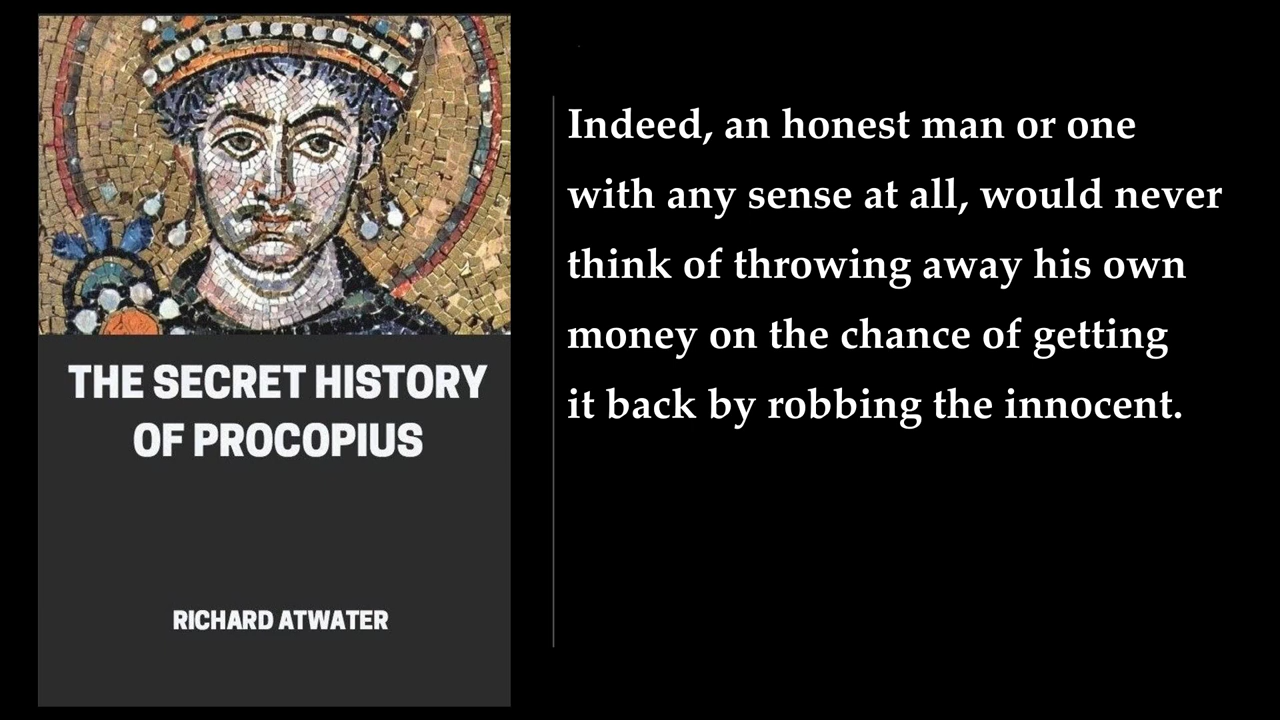 THE SECRET HISTORY
OF PROCOPIUS
RICHARD ATWATER
Indeed, an honest man or one
with any sense at all, would never
think of throwing away his own
money on the chance of getting
it back by robbing the innocent.